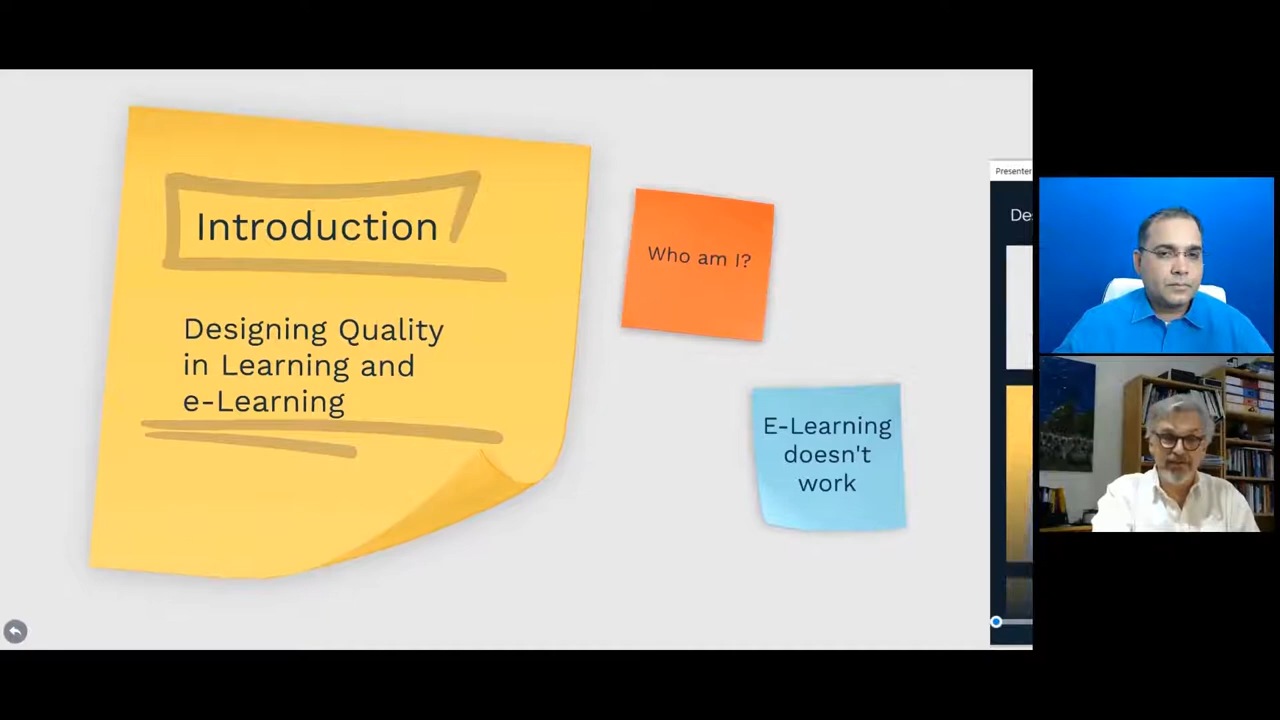 Introduction
Designing Quality
in Learning and
e-Learning
Who am I?
E-Learning
doesn't
work
Presenter
De